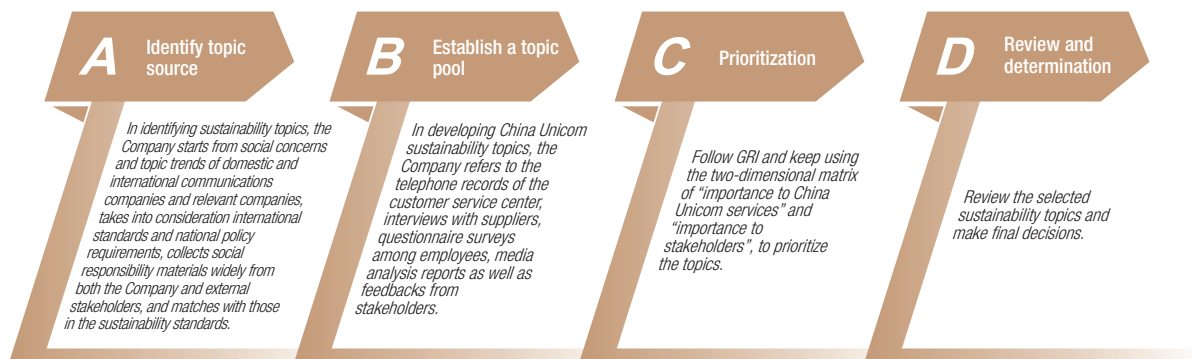 A
Identify topic
source
In identifying sustainability topics, the
Company starts from social concerns
and topic trends of domestic and
international communications
companies and relevant companies,
takes into consideration international
standards and national policy
requirements, collects social
responsibility materials widely from
both the Company and external
stakeholders, and matches with those
in the sustainability standards.
B
Establish a topic
pool
In developing China Unicom
sustainability topics, the
Company refers to the
telephone records of the
customer service center,
interviews with suppliers,
questionnaire surveys
among employees, media
analysis reports as well as
feedbacks from
stakeholders.
C
Prioritization
Follow GRI and keep using
the two-dimensional matrix
of “importance to China
Unicom services” and
“importance to
stakeholders”, to prioritize
the topics.
D
Review and
determination
Review the selected
sustainability topics and
make final decisions.